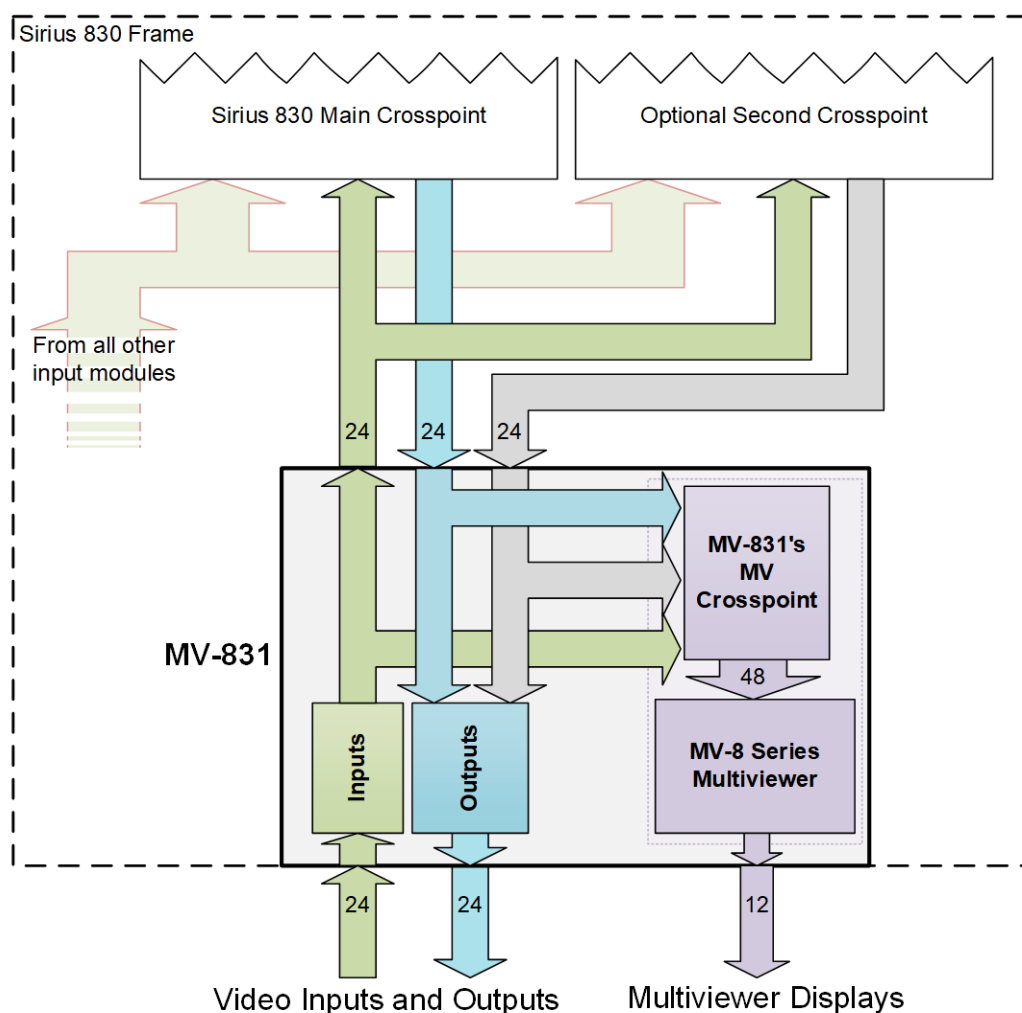 Sirius 830 Frame
Sirius 830 Main Crosspoint
Optional Second Crosspoint
From all other
input modules
24
24
24
MV-831's
MV
Crosspoint
MV-831
48
Inputs
Outputs
MV-8 Series
Multiviewer
24
24
12
Video Inputs and Outputs
Multiviewer Displays